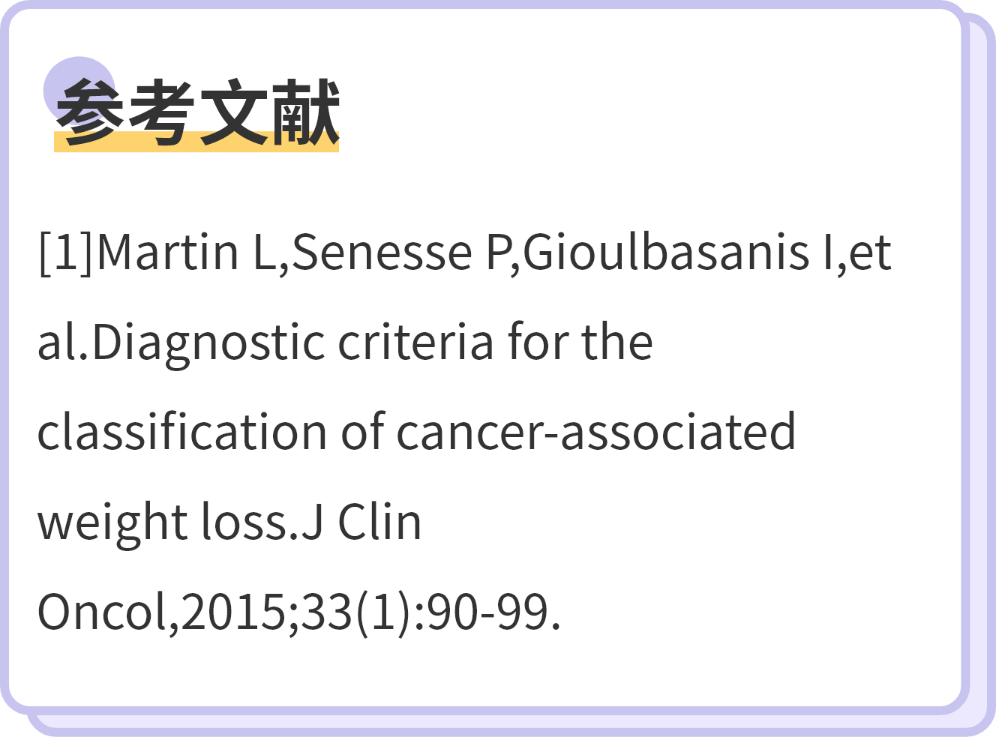 参考文献
[1]Martin L,Senesse P,Gioulbasanis I,et
al.Diagnostic criteria for the
classification of cancer-associated
weight loss.J Clin
Oncol,2015;33(1):90-99.